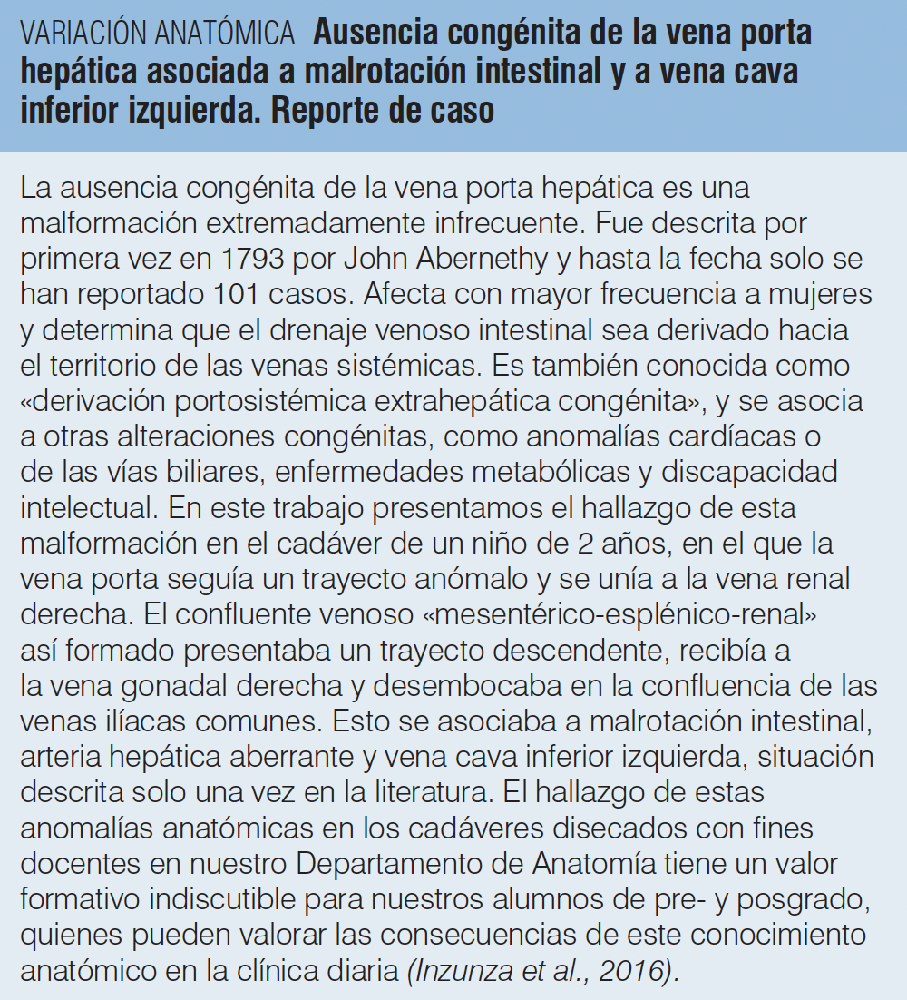 VARIACIÓN ANATÓMICA Ausencia congénita de la vena porta
hepática asociada a malrotación intestinal y a vena cava
inferior izquierda. Reporte de caso
La ausencia congénita de la vena porta hepática es una
malformación extremadamente infrecuente. Fue descrita por
primera vez en 1793 por John Abernethy y hasta la fecha solo se
han reportado 101 casos. Afecta con mayor frecuencia a mujeres
y determina que el drenaje venoso intestinal sea derivado hacia
el territorio de las venas sistémicas. Es también conocida como
«derivación portosistémica extrahepática congénita», y se asocia
a otras alteraciones congénitas, como anomalías cardíacas o
de las vías biliares, enfermedades metabólicas y discapacidad
intelectual. En este trabajo presentamos el hallazgo de esta
malformación en el cadáver de un niño de 2 años, en el que la
vena porta seguía un trayecto anómalo y se unía a la vena renal
derecha. El confluente venoso «mesentérico-esplénico-renal»
así formado presentaba un trayecto descendente, recibía a
la vena gonadal derecha y desembocaba en la confluencia de las
venas ilíacas comunes. Esto se asociaba a malrotación intestinal,
arteria hepática aberrante y vena cava inferior izquierda, situación
descrita solo una vez en la literatura. El hallazgo de estas
anomalías anatómicas en los cadáveres disecados con fines
docentes en nuestro Departamento de Anatomía tiene un valor
formativo indiscutible para nuestros alumnos de pre- y posgrado,
quienes pueden valorar las consecuencias de este conocimiento
anatómico en la clínica diaria (Inzunza et al., 2016).